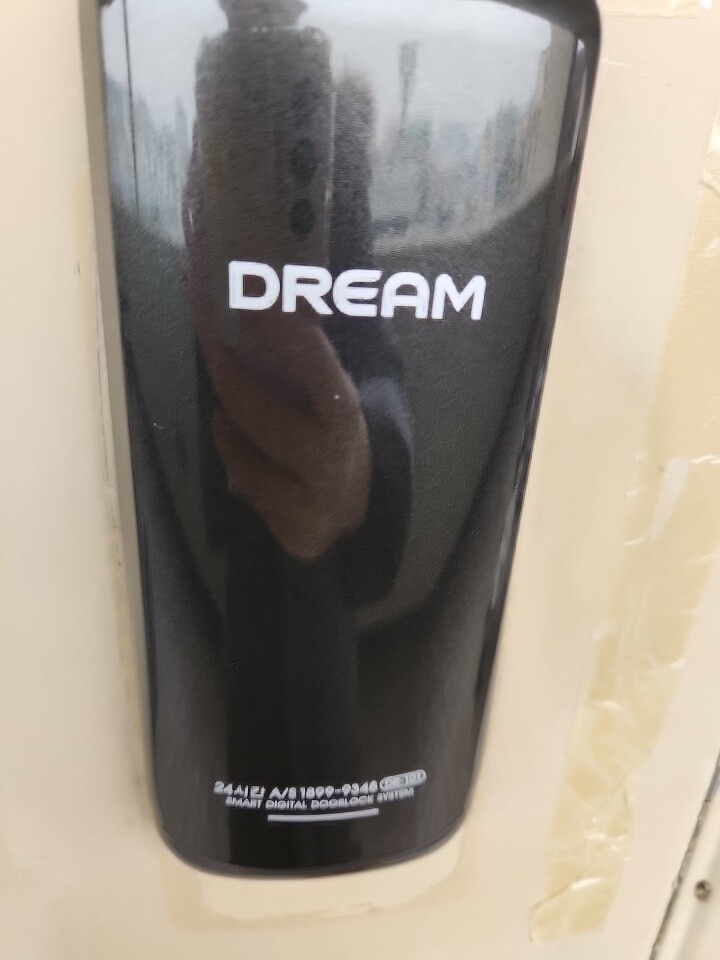 DREAM
24시간 A/S 1899-9348
SMART DIGITAL DOORLOCK SYSTEM